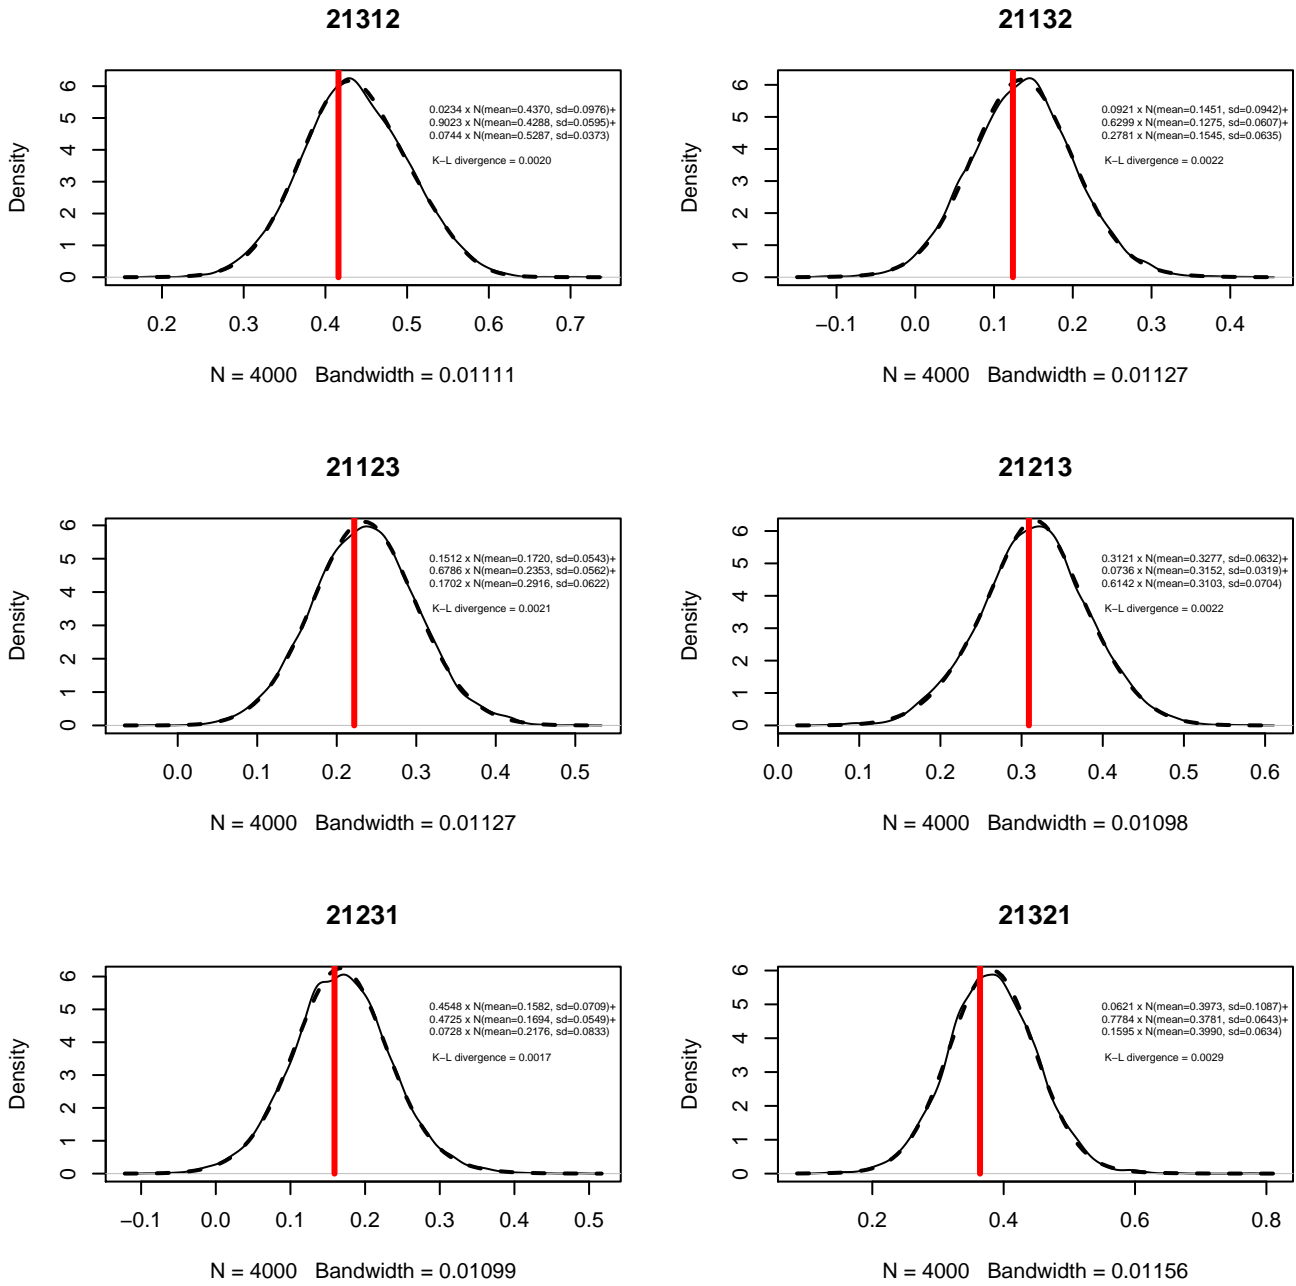 21312
Density
0 1 2 3 4 5 6
0.0234 x N(mean=0.4370, sd=0.0976)+
0.9023 x N(mean=0.4288, sd=0.0595)+
0.0744 x N(mean=0.5287, sd=0.0373)
K−L divergence = 0.0020
0.2 0.3 0.4 0.5 0.6 0.7
N = 4000 Bandwidth = 0.01111
21132
Density
0 1 2 3 4 5 6
0.0921 x N(mean=0.1451, sd=0.0942)+
0.6299 x N(mean=0.1275, sd=0.0607)+
0.2781 x N(mean=0.1545, sd=0.0635)
K−L divergence = 0.0022
−0.1 0.0 0.1 0.2 0.3 0.4
N = 4000 Bandwidth = 0.01127
21123
Density
0 1 2 3 4 5 6
0.1512 x N(mean=0.1720, sd=0.0543)+
0.6786 x N(mean=0.2353, sd=0.0562)+
0.1702 x N(mean=0.2916, sd=0.0622)
K−L divergence = 0.0021
0.0 0.1 0.2 0.3 0.4 0.5
N = 4000 Bandwidth = 0.01127
21213
Density
0 1 2 3 4 5 6
0.3121 x N(mean=0.3277, sd=0.0632)+
0.0736 x N(mean=0.3152, sd=0.0319)+
0.6142 x N(mean=0.3103, sd=0.0704)
K−L divergence = 0.0022
0.0 0.1 0.2 0.3 0.4 0.5 0.6
N = 4000 Bandwidth = 0.01098
21231
Density
0 1 2 3 4 5 6
0.4548 x N(mean=0.1582, sd=0.0709)+
0.4725 x N(mean=0.1694, sd=0.0549)+
0.0728 x N(mean=0.2176, sd=0.0833)
K−L divergence = 0.0017
−0.1 0.0 0.1 0.2 0.3 0.4 0.5
N = 4000 Bandwidth = 0.01099
21321
Density
0 1 2 3 4 5 6
0.0621 x N(mean=0.3973, sd=0.1087)+
0.7784 x N(mean=0.3781, sd=0.0643)+
0.1595 x N(mean=0.3990, sd=0.0634)
K−L divergence = 0.0029
0.2 0.4 0.6 0.8
N = 4000 Bandwidth = 0.01156